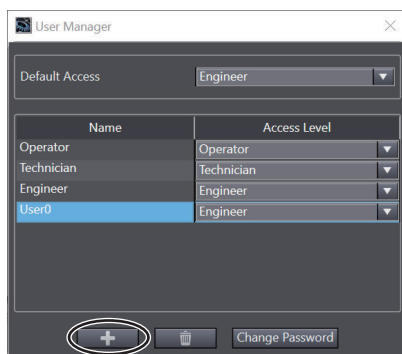 User Manager
Default Access Engineer
Name Access Level
Operator Operator
Technician Technician
Engineer Engineer
User0 Engineer
Change Password